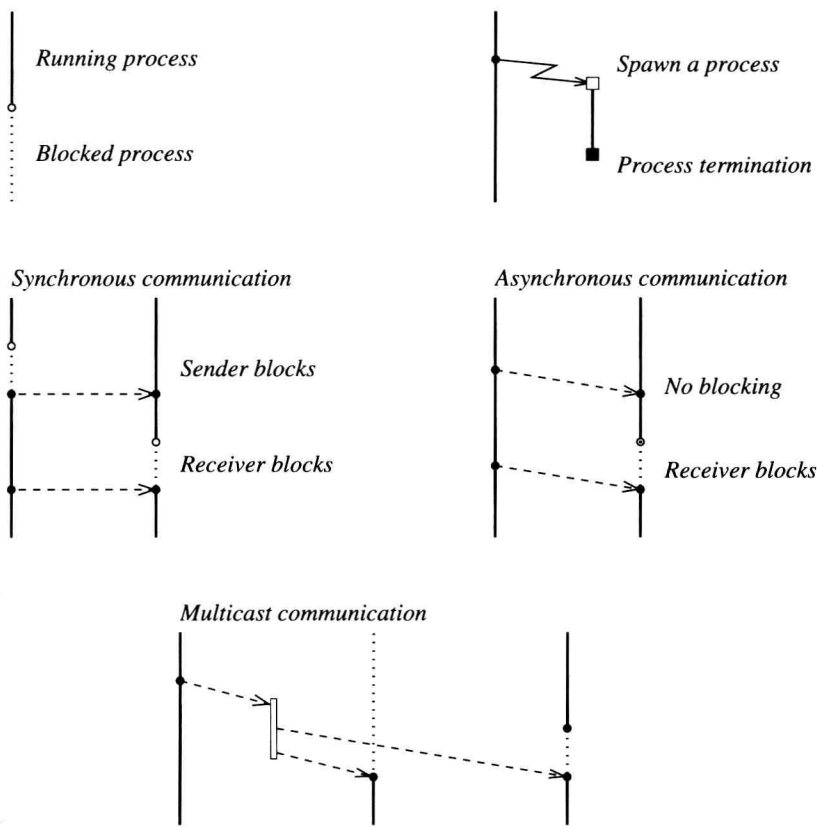 Running process
Spawn a process
Blocked process
Process termination
Synchronous communication
Asynchronous communication
Sender blocks
No blocking
Receiver blocks
Receiver blocks
Multicast communication